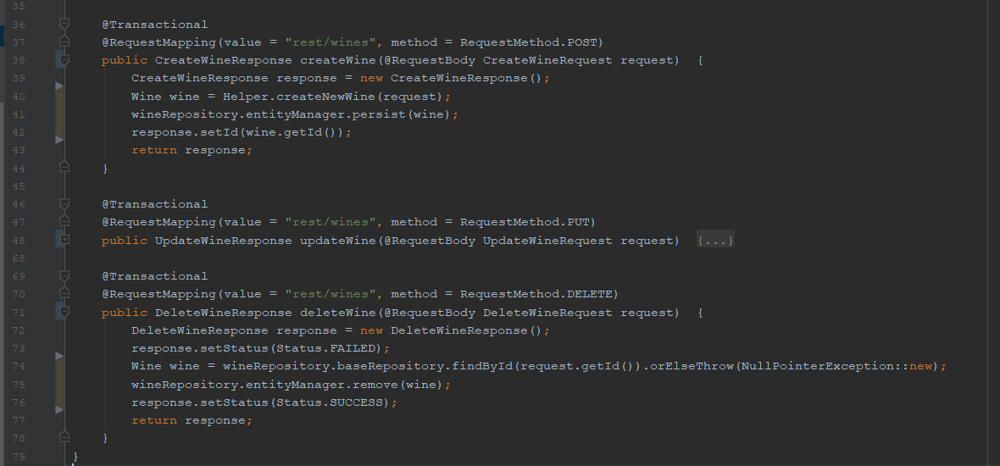 35
36 @Transactional
37 @RequestMapping(value = "rest/wines", method = RequestMethod.POST)
38 public CreateWineResponse createWine(@RequestBody CreateWineRequest request) {
39 CreateWineResponse response = new CreateWineResponse();
40 Wine wine = Helper.createNewWine(request);
41 wineRepository.entityManager.persist(wine);
42 response.setId(wine.getId());
43 return response;
44 }
45
46 @Transactional
47 @RequestMapping(value = "rest/wines", method = RequestMethod.PUT)
48 public UpdateWineResponse updateWine(@RequestBody UpdateWineRequest request) {...}
68
69 @Transactional
70 @RequestMapping(value = "rest/wines", method = RequestMethod.DELETE)
71 public DeleteWineResponse deleteWine(@RequestBody DeleteWineRequest request) {
72 DeleteWineResponse response = new DeleteWineResponse();
73 response.setStatus(Status.FAILED);
74 Wine wine = wineRepository.baseRepository.findById(request.getId()).orElseThrow(NullPointerException::new);
75 wineRepository.entityManager.remove(wine);
76 response.setStatus(Status.SUCCESS);
77 return response;
78 }
79 }